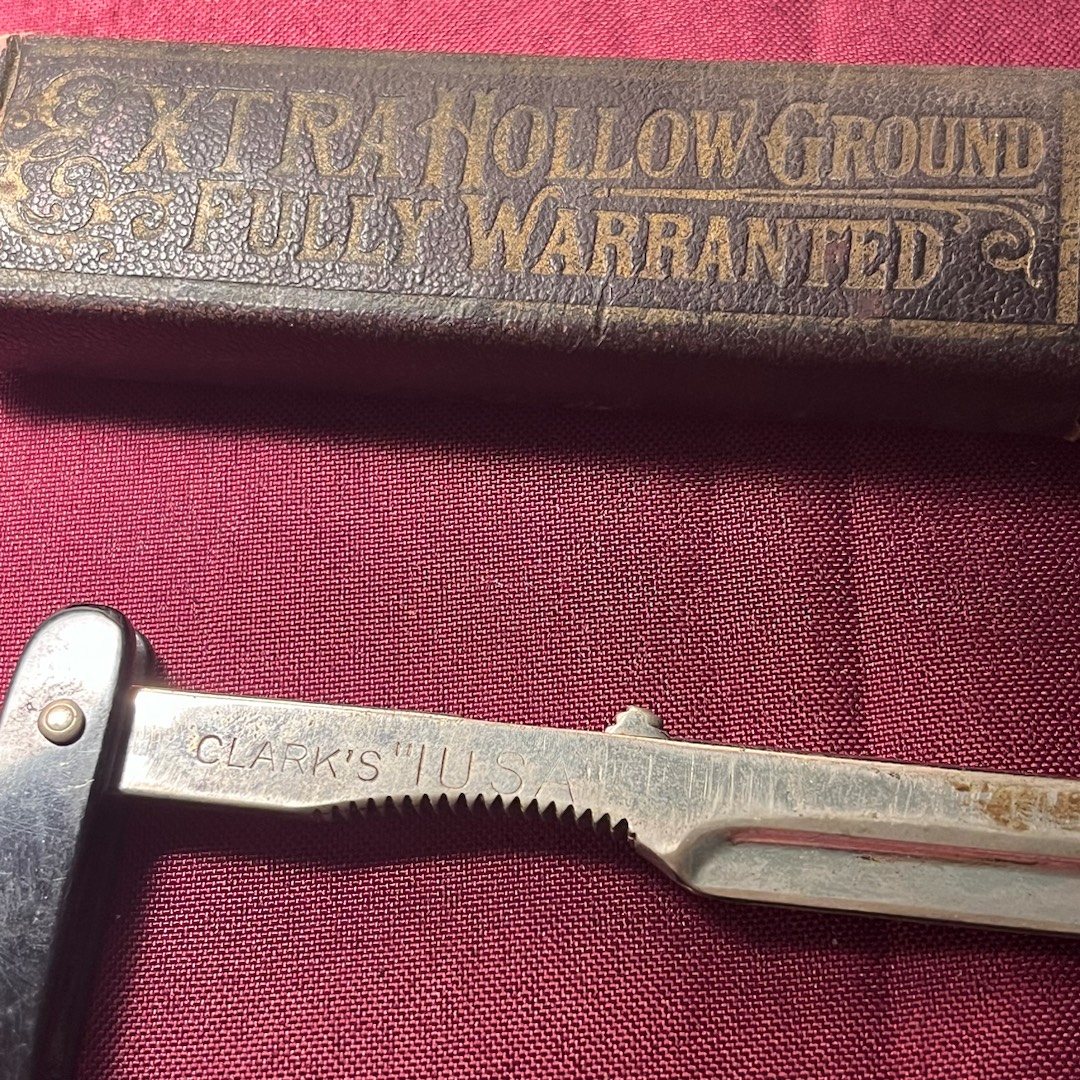 EXTRA HOLLOW GROUND
FULLY WARRANTED
CLARK'S "IUSA"